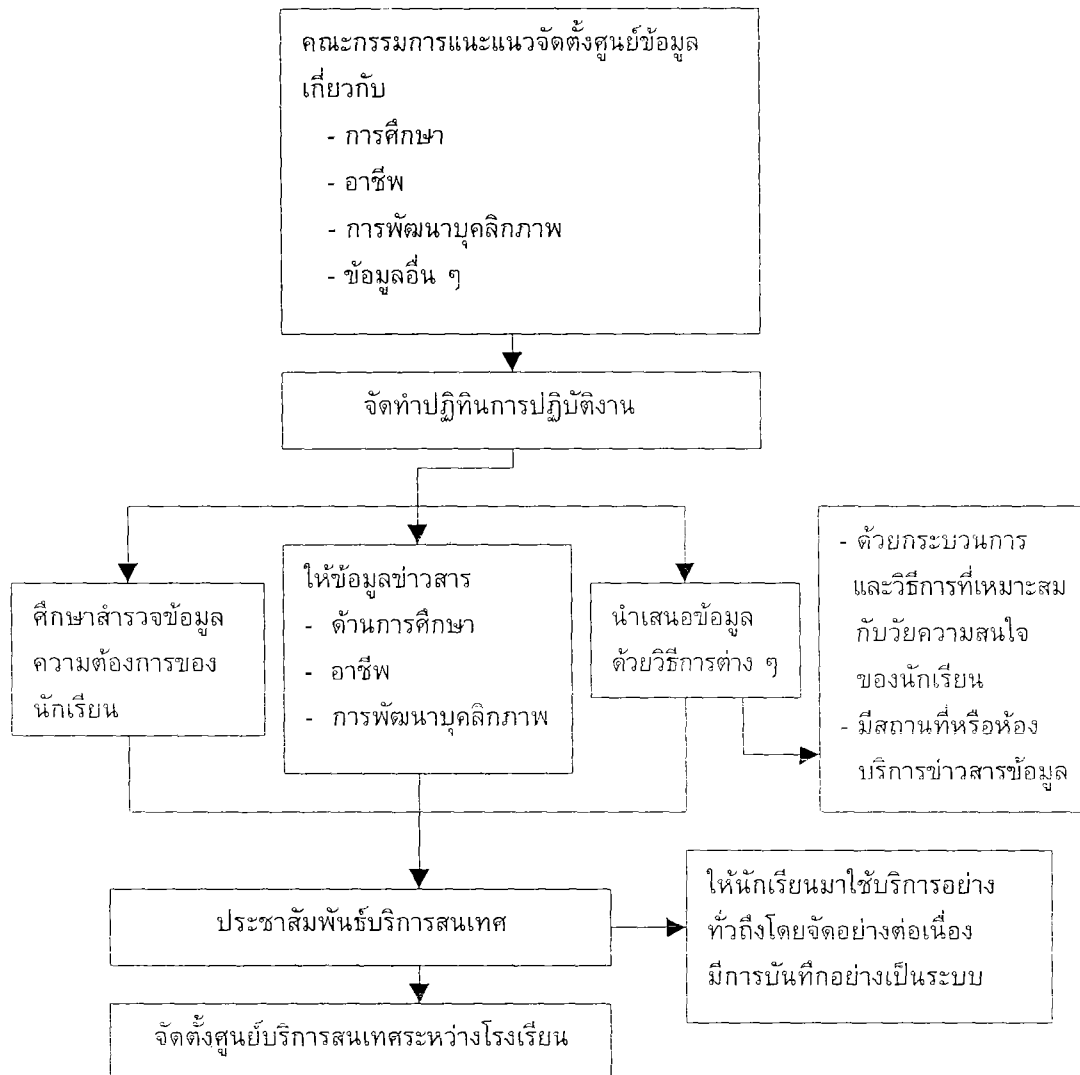 คณะกรรมการแนะแนวจัดตั้งศูนย์ข้อมูล
เกี่ยวกับ
- การศึกษา
- อาชีพ
- การพัฒนาบุคลิกภาพ
- ข้อมูลอื่น ๆ
จัดทำปฏิทินการปฏิบัติงาน
ศึกษาสำรวจข้อมูล
ความต้องการของ
นักเรียน
ให้ข้อมูลข่าวสาร
- ด้านการศึกษา
- อาชีพ
- การพัฒนาบุคลิกภาพ
นำเสนอข้อมูล
ด้วยวิธีการต่าง ๆ
- ด้วยกระบวนการ
และวิธีการที่เหมาะสม
กับวัยความสนใจ
ของนักเรียน
- มีสถานที่หรือห้อง
บริการข่าวสารข้อมูล
ประชาสัมพันธ์บริการสนเทศ
ให้นักเรียนมาใช้บริการอย่าง
ทั่วถึงโดยจัดอย่างต่อเนื่อง
มีการบันทึกอย่างเป็นระบบ
จัดตั้งศูนย์บริการสนเทศระหว่างโรงเรียน